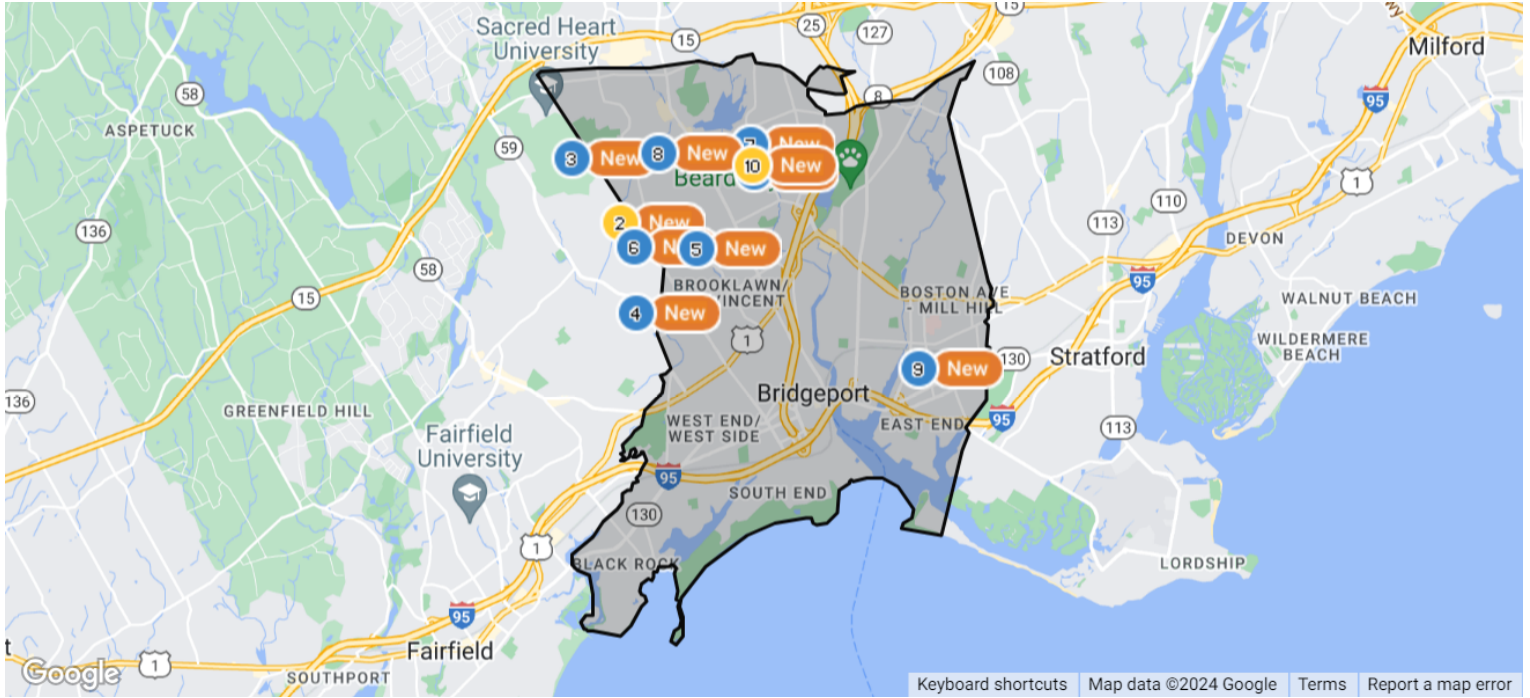 Sacred Heart
University
15
25
127
15
Milford
58
108
8
95
ASPETUCK
59
3 New
8 New
7 New
10 New
Beard
1
110
136
2 New
113
6
5 New
DEVON
58
BROOKLAWN/
BOSTON AVE
- MILL HILL
95
15
4 New
WALNUT BEACH
1
WILDERMERE
BEACH
130
Stratford
9 New
136
Bridgeport
GREENFIELD HILL
WEST END/
WEST SIDE
EAST END
95
113
Fairfield
University
95
SOUTH END
130
1
BLACK ROCK
LORDSHIP
95
Fairfield
1
Google
SOUTHPORT
Keyboard shortcuts
Map data ©2024 Google
Terms
Report a map error